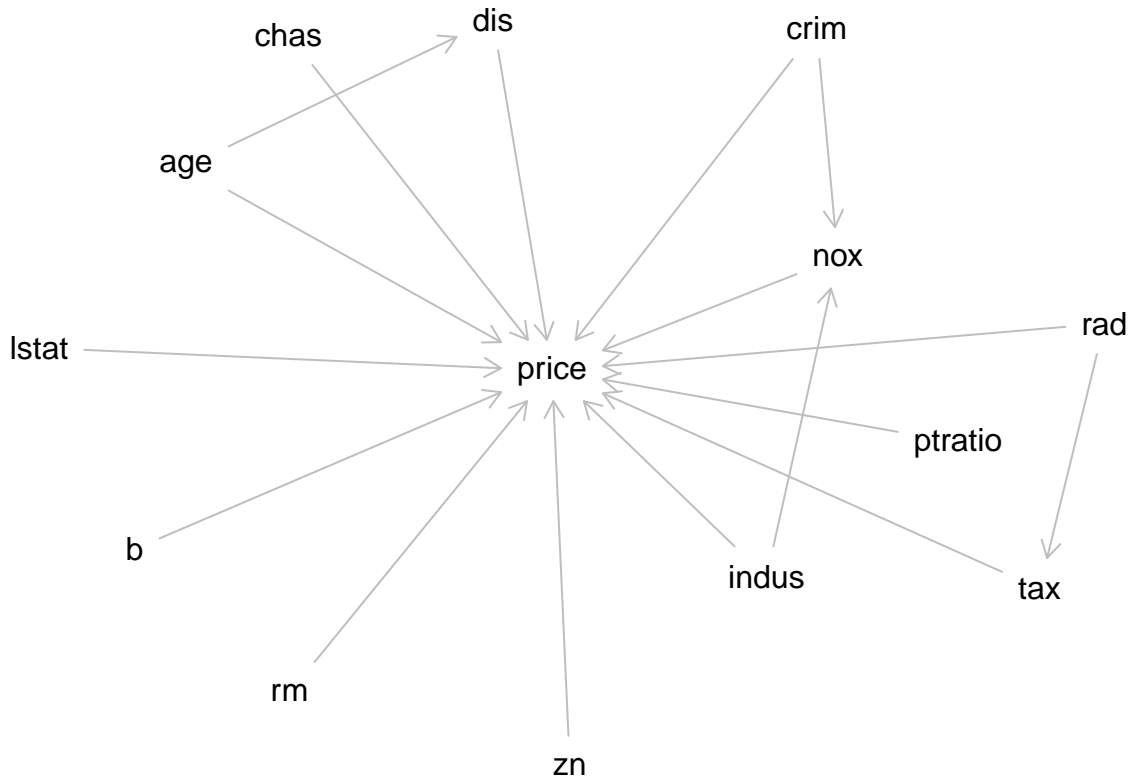 dis
crim
chas
age
nox
rad
lstat
price
ptratio
b
indus
tax
rm
zn